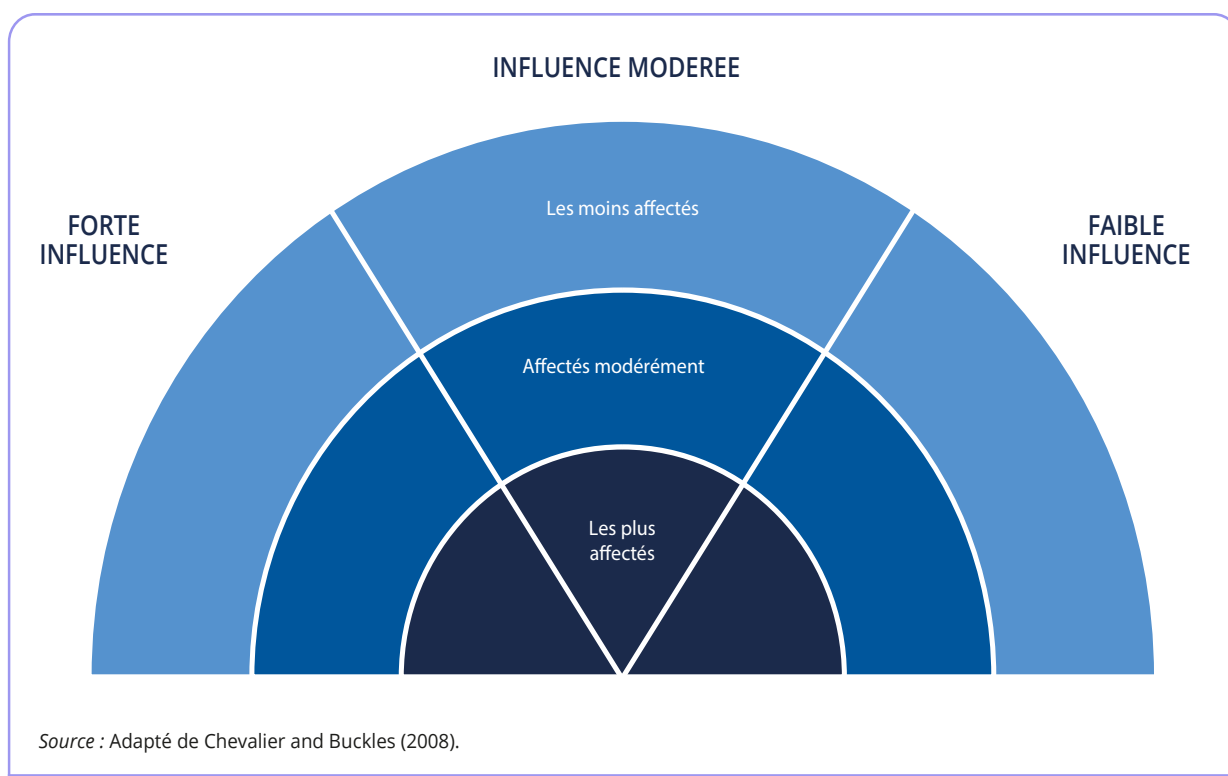 INFLUENCE MODEREE
FORTE
INFLUENCE
FAIBLE
INFLUENCE
Les moins affectés
Affectés modérément
Les plus
affectés
Source : Adapté de Chevalier and Buckles (2008).